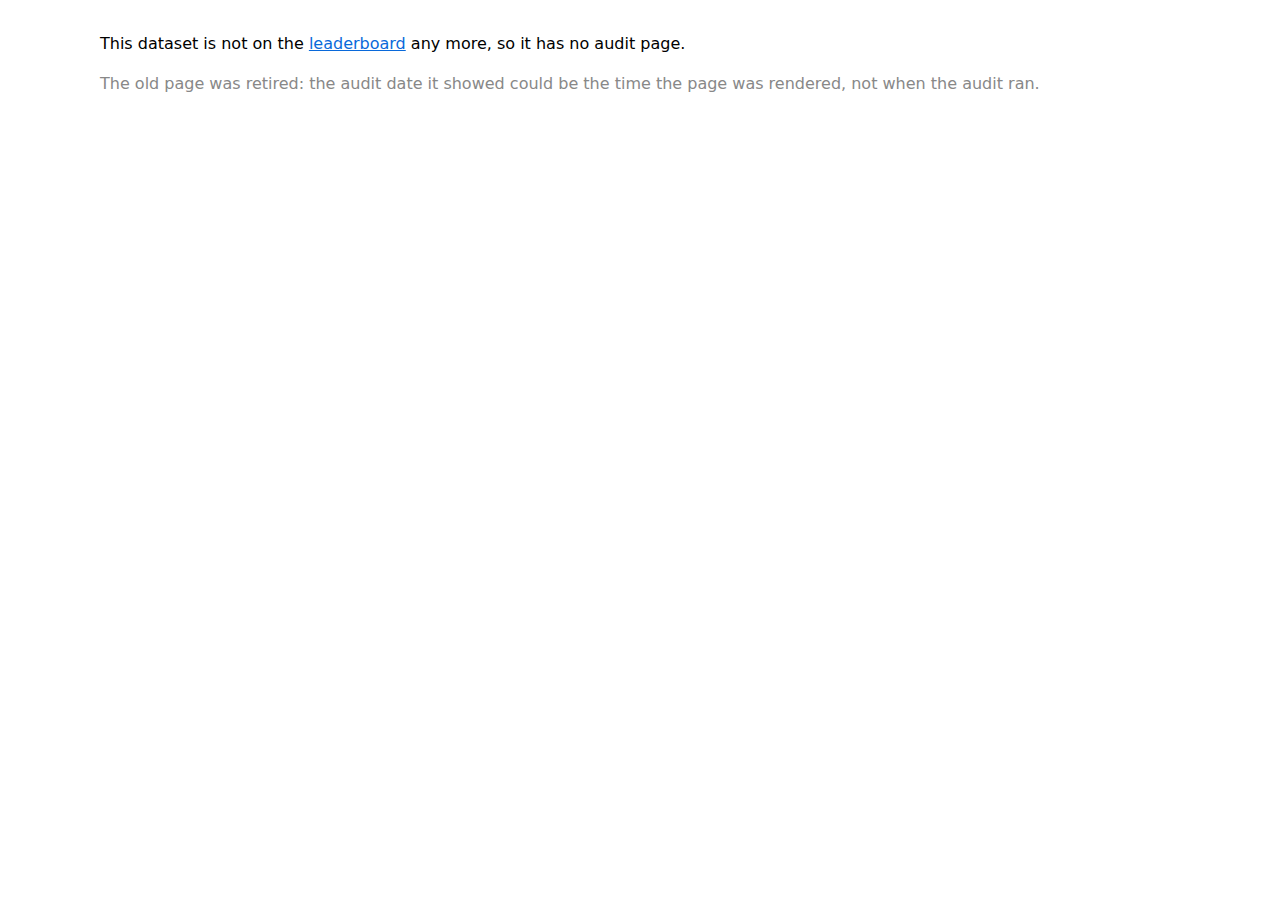 This dataset is not on the leaderboard any more, so it has no audit page.
The old page was retired: the audit date it showed could be the time the page was rendered, not when the audit ran.